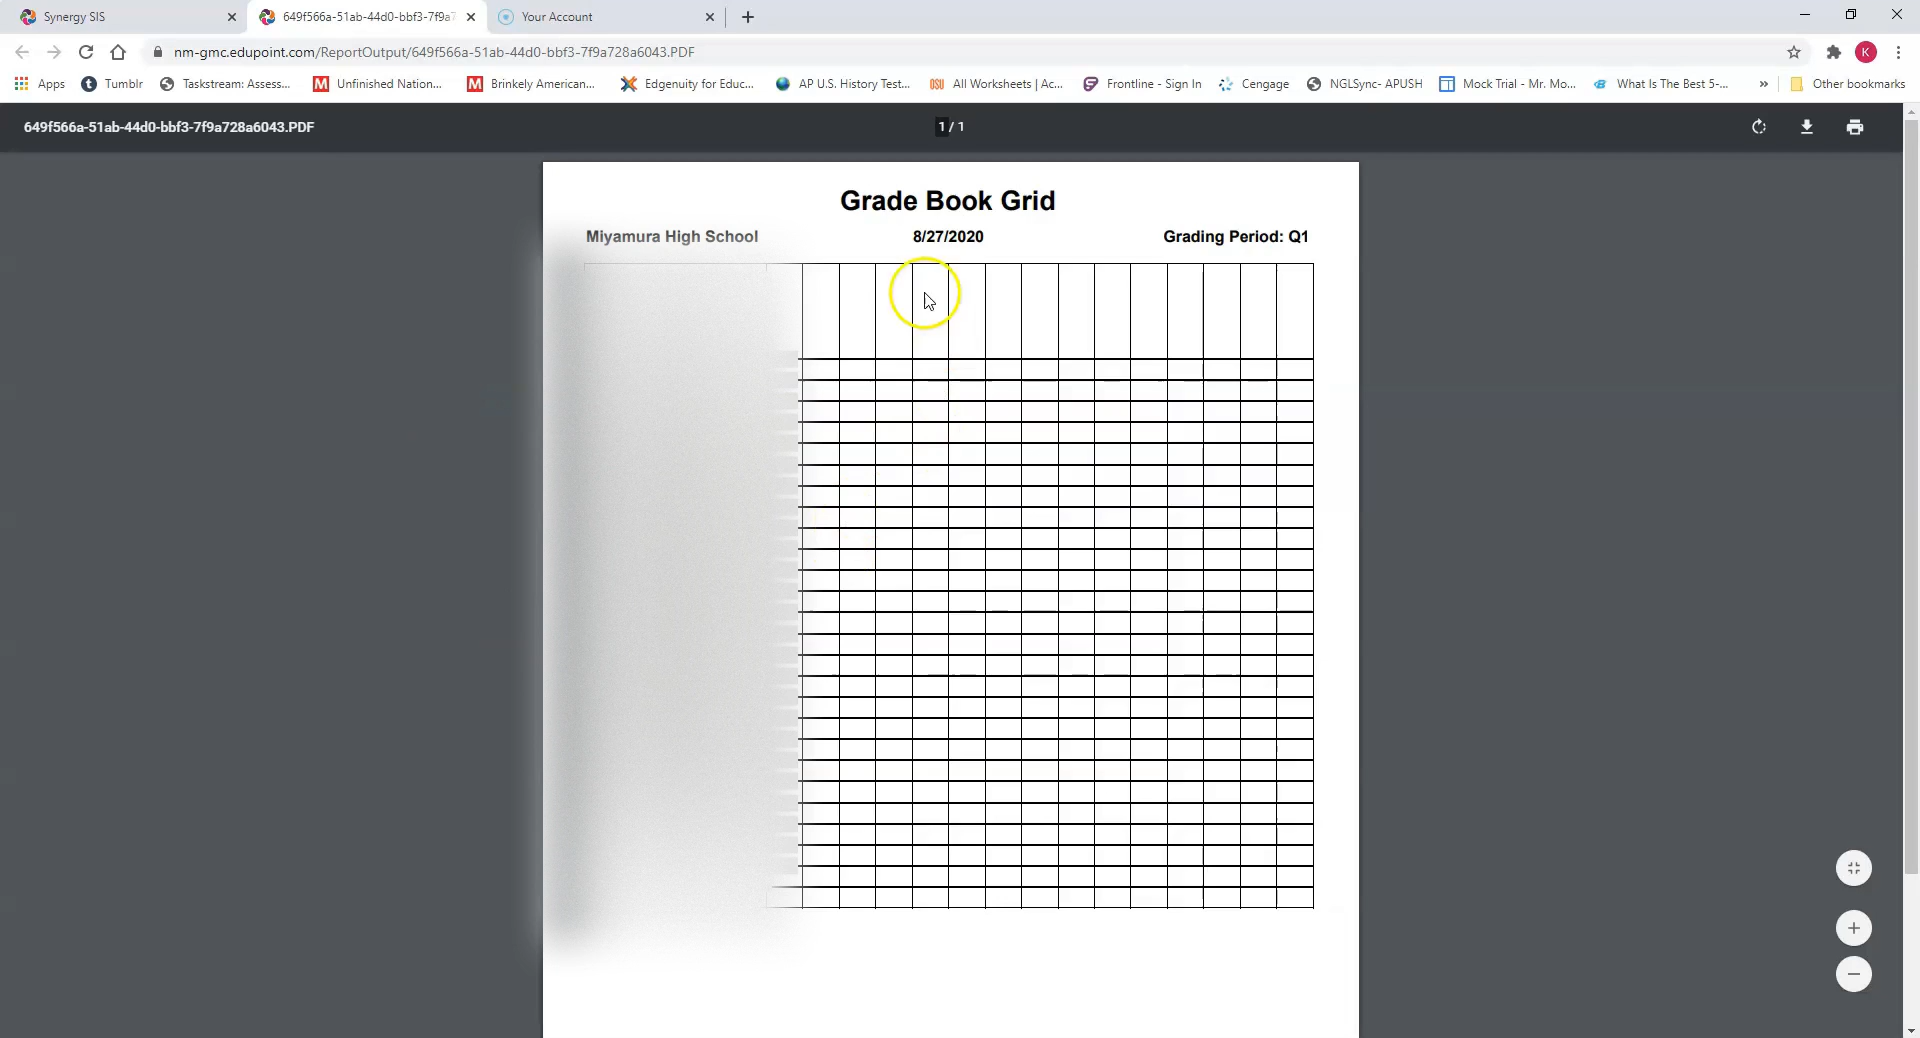 Synergy SIS
649f566a-51ab-44d0-bbf3-7f9a7
Your Account
nm-gmc.edupoint.com/ReportOutput/649f566a-51ab-44d0-bbf3-7f9a728a6043.PDF
K
Apps
Tumblr
Taskstream: Assess...
Unfinished Nation...
Brinkely American...
Edgenuity for Educ...
AP U.S. History Test...
All Worksheets | Ac...
Frontline - Sign In
Cengage
NGLSync- APUSH
Mock Trial - Mr. Mo...
What Is The Best 5-...
»
Other bookmarks
649f566a-51ab-44d0-bbf3-7f9a728a6043.PDF
1 / 1
Grade Book Grid
Miyamura High School
8/27/2020
Grading Period: Q1